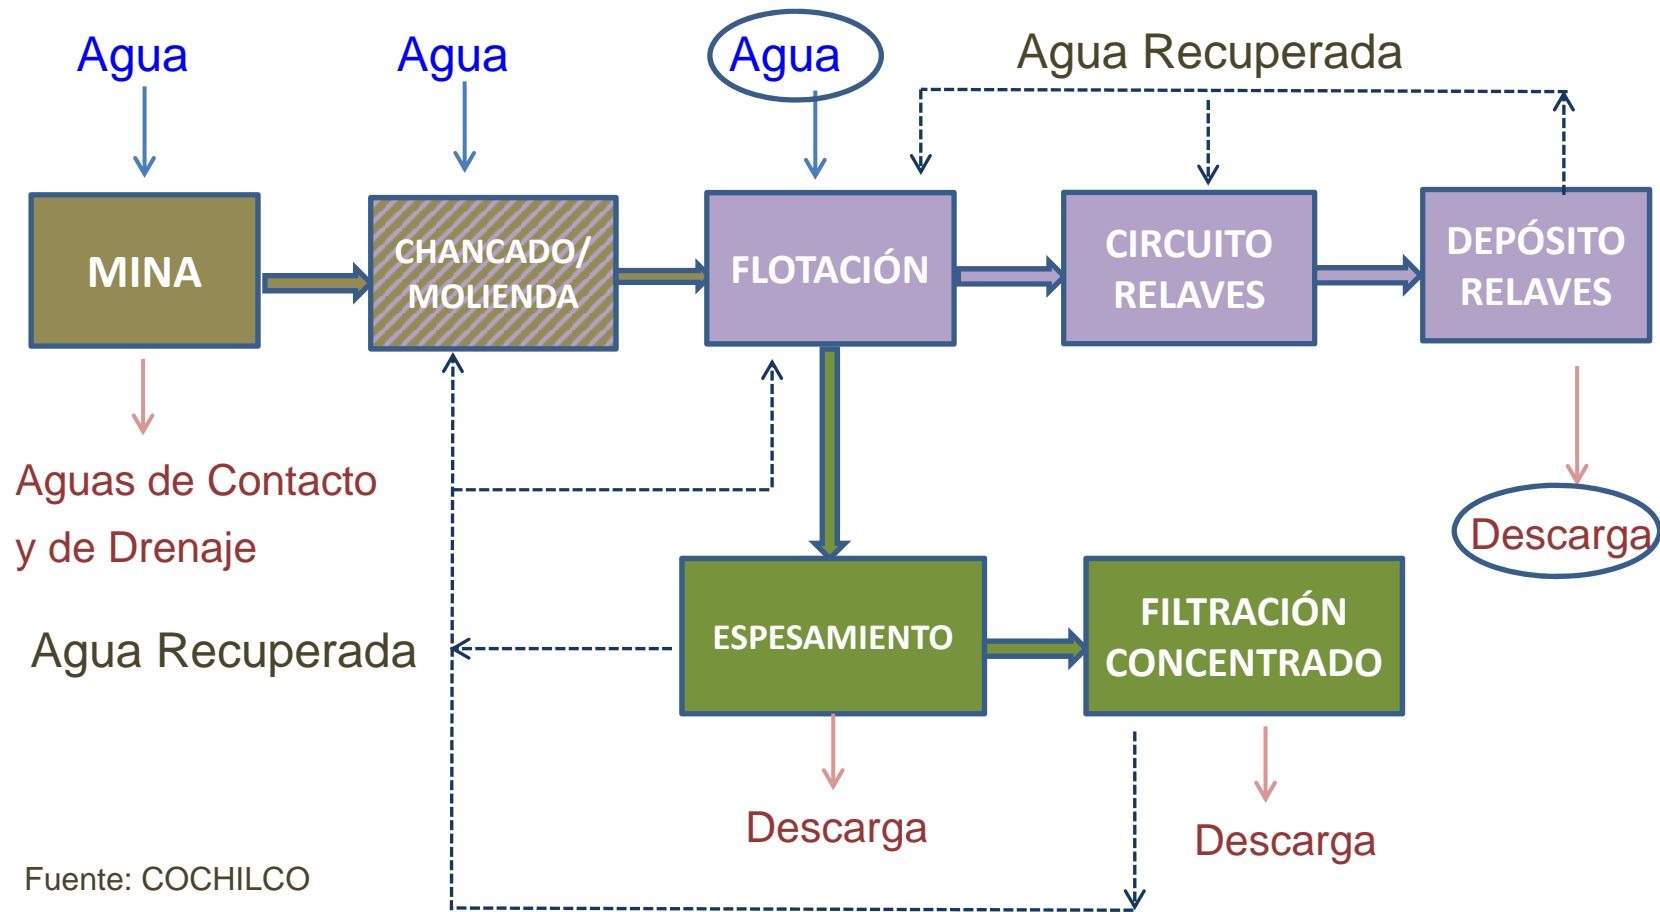 Agua
Agua
Agua
Agua Recuperada
MINA
CHANCADO/
MOLIENDA
FLOTACIÓN
CIRCUITO
RELAVES
DEPÓSITO
RELAVES
Aguas de Contacto
y de Drenaje
Descarga
Agua Recuperada
ESPESAMIENTO
FILTRACIÓN
CONCENTRADO
Descarga
Descarga
Fuente: COCHILCO